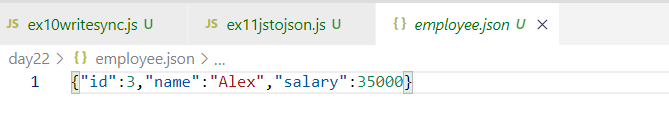 JS ex10writesync.js U JS ex11jstojson.js U {} employee.json U ×
day22 > {} employee.json > ...
1 {"id":3,"name":"Alex","salary":35000}